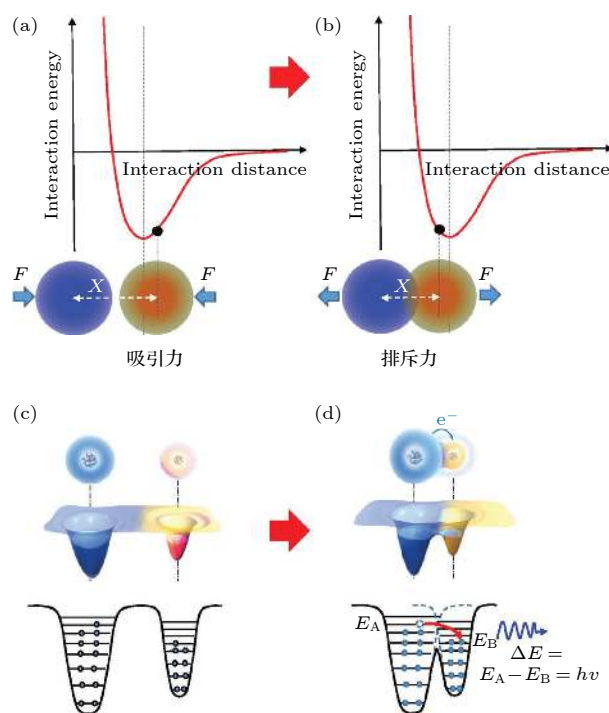 (a)
Interaction energy
Interaction distance
F
X
F
吸引力
(b)
Interaction energy
Interaction distance
F
X
F
排斥力
(c)
(d)
e⁻
E_A
E_B
ΔE =
E_A−E_B = hν